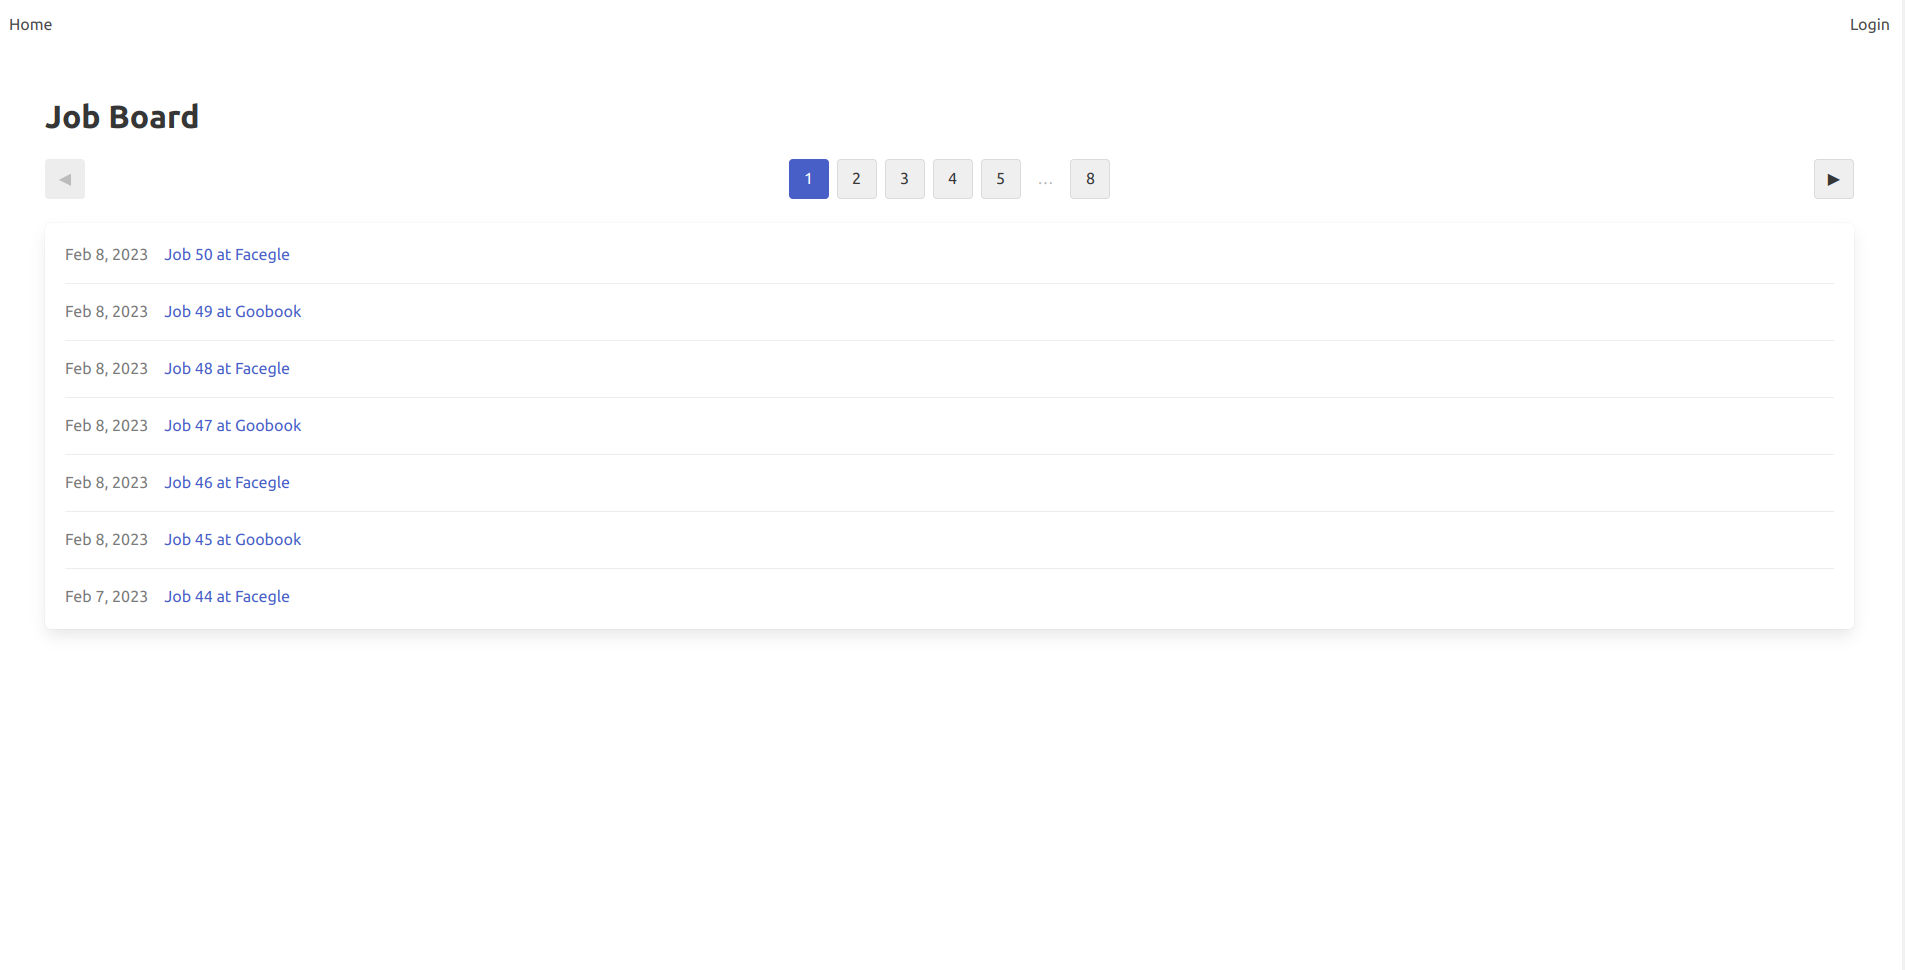 Home Login
Job Board
◀ 1 2 3 4 5 … 8 ▶
Feb 8, 2023 Job 50 at Facegle
Feb 8, 2023 Job 49 at Goobook
Feb 8, 2023 Job 48 at Facegle
Feb 8, 2023 Job 47 at Goobook
Feb 8, 2023 Job 46 at Facegle
Feb 8, 2023 Job 45 at Goobook
Feb 7, 2023 Job 44 at Facegle